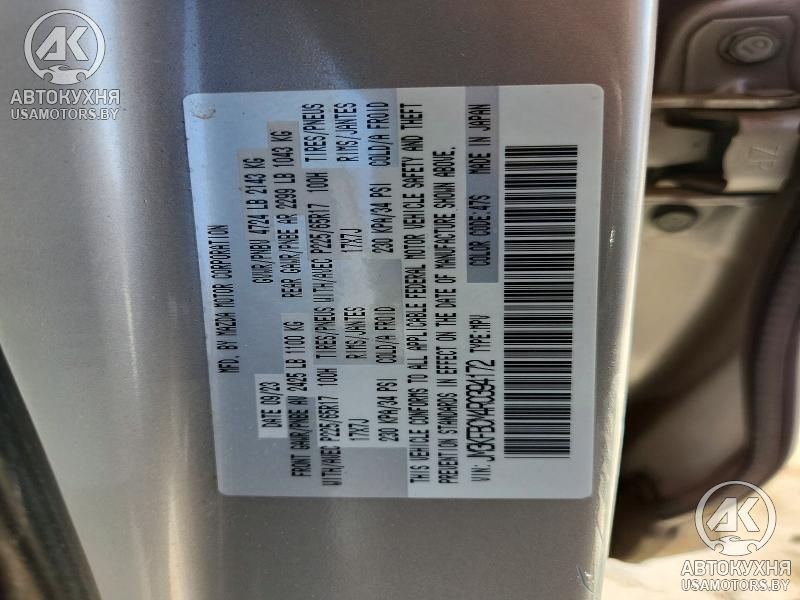 АК
АВТОКУХНЯ
USAMOTORS.BY
MFD. BY MAZDA MOTOR CORPORATION
DATE 09/23 GVWR/PNBV 4724 LB 2143 KG
FRONT GAWR/PNBE AV 2425 LB 1100 KG REAR GAWR/PNBE AR 2299 LB 1043 KG
WITH/AVEC P225/65R17 100H TIRES/PNEUS WITH/AVEC P225/65R17 100H TIRES/PNEUS
17X7J RIMS/JANTES 17X7J RIMS/JANTES
230 KPA/34 PSI COLD/A FROID 230 KPA/34 PSI COLD/A FROID
THIS VEHICLE CONFORMS TO ALL APPLICABLE FEDERAL MOTOR VEHICLE SAFETY AND THEFT
PREVENTION STANDARDS IN EFFECT ON THE DATE OF MANUFACTURE SHOWN ABOVE.
VIN: TYPE:MPV COLOR CODE:47S MADE IN JAPAN
ZP
АК
АВТОКУХНЯ
USAMOTORS.BY